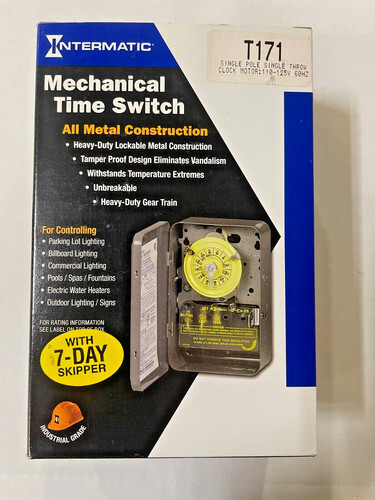 INTERMATIC®
T171
SINGLE POLE SINGLE THROW
CLOCK MOTOR:110-125V 60HZ
Mechanical
Time Switch
All Metal Construction
• Heavy-Duty Lockable Metal Construction
• Tamper Proof Design Eliminates Vandalism
• Withstands Temperature Extremes
• Unbreakable
• Heavy-Duty Gear Train
For Controlling
• Parking Lot Lighting
• Billboard Lighting
• Commercial Lighting
• Pools / Spas / Fountains
• Electric Water Heaters
• Outdoor Lighting / Signs
FOR RATING INFORMATION
SEE LABEL ON TOP OF BOX
WITH
7-DAY
SKIPPER
INDUSTRIAL GRADE